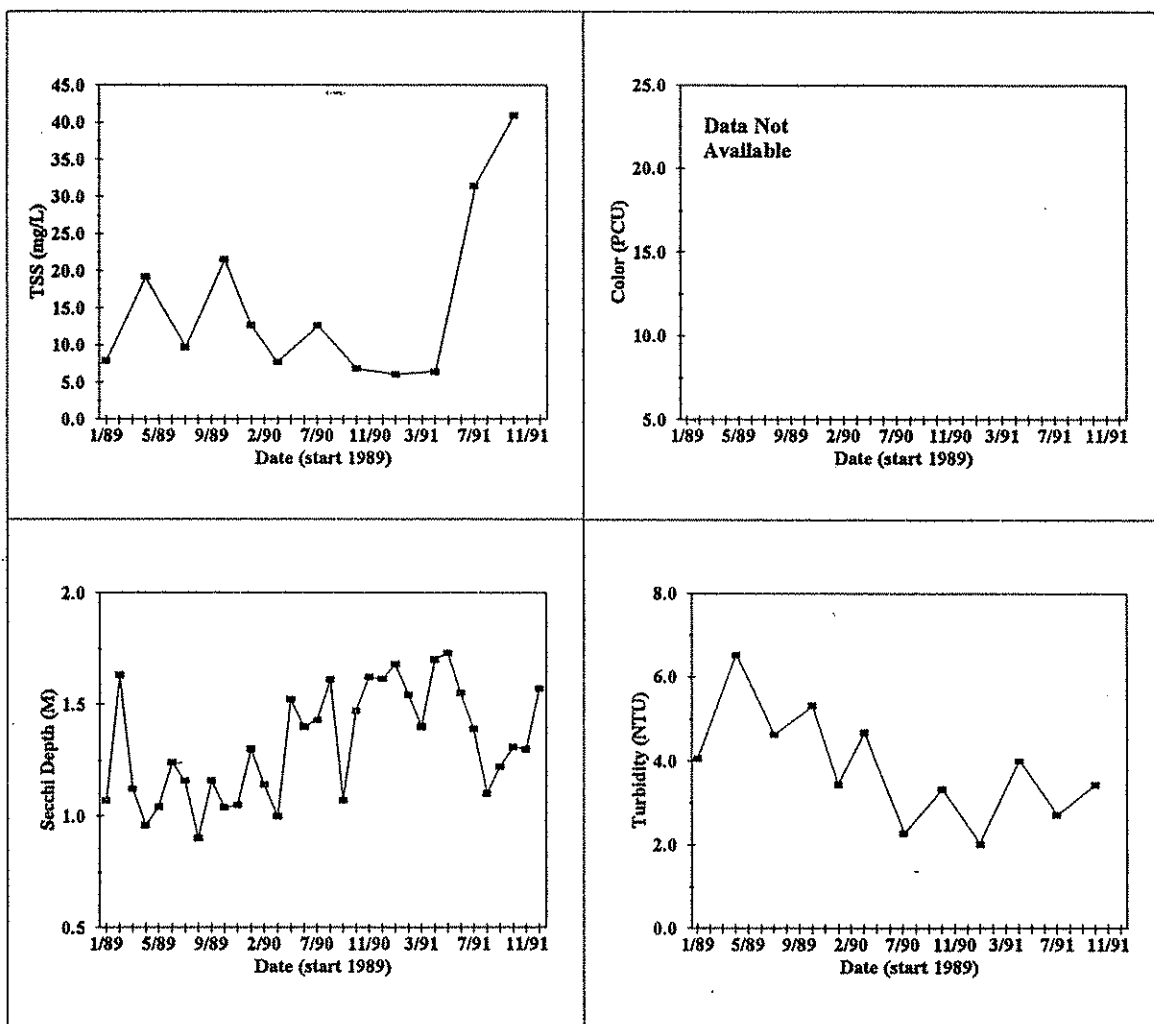 45.0
40.0
35.0
30.0
25.0
20.0
15.0
10.0
5.0
0.0
TSS (mg/L)
1/89 5/89 9/89 2/90 7/90 11/90 3/91 7/91 11/91
Date (start 1989)
Data Not
Available
25.0
20.0
15.0
10.0
5.0
Color (PCU)
1/89 5/89 9/89 2/90 7/90 11/90 3/91 7/91 11/91
Date (start 1989)
2.0
1.5
1.0
0.5
Secchi Depth (M)
1/89 5/89 9/89 2/90 7/90 11/90 3/91 7/91 11/91
Date (start 1989)
8.0
6.0
4.0
2.0
0.0
Turbidity (NTU)
1/89 5/89 9/89 2/90 7/90 11/90 3/91 7/91 11/91
Date (start 1989)